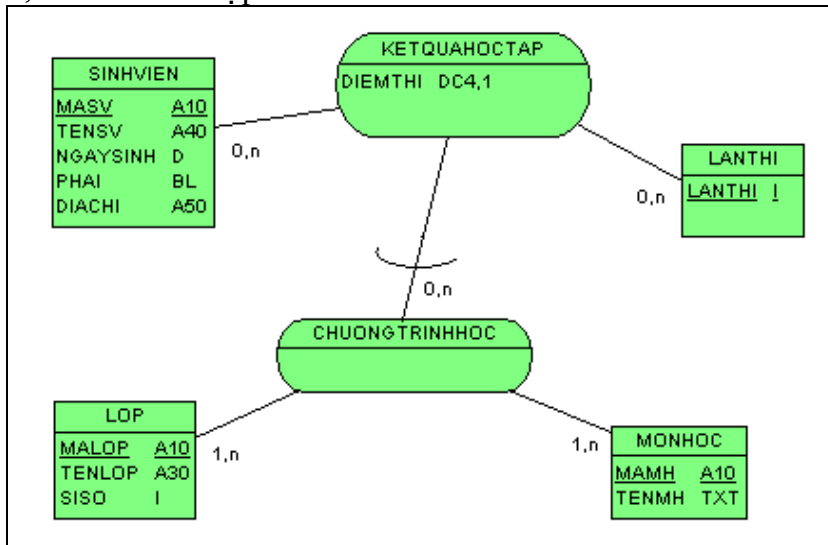 KETQUAHOCTAP
DIEMTHI DC4,1
SINHVIEN
MASV A10
TENSV A40
NGAYSINH D
PHAI BL
DIACHI A50
0,n
LANTHI
LANTHI I
0,n
0,n
CHUONGTRINHHOC
LOP
MALOP A10
TENLOP A30
SISO I
1,n
1,n
MONHOC
MAMH A10
TENMH TXT